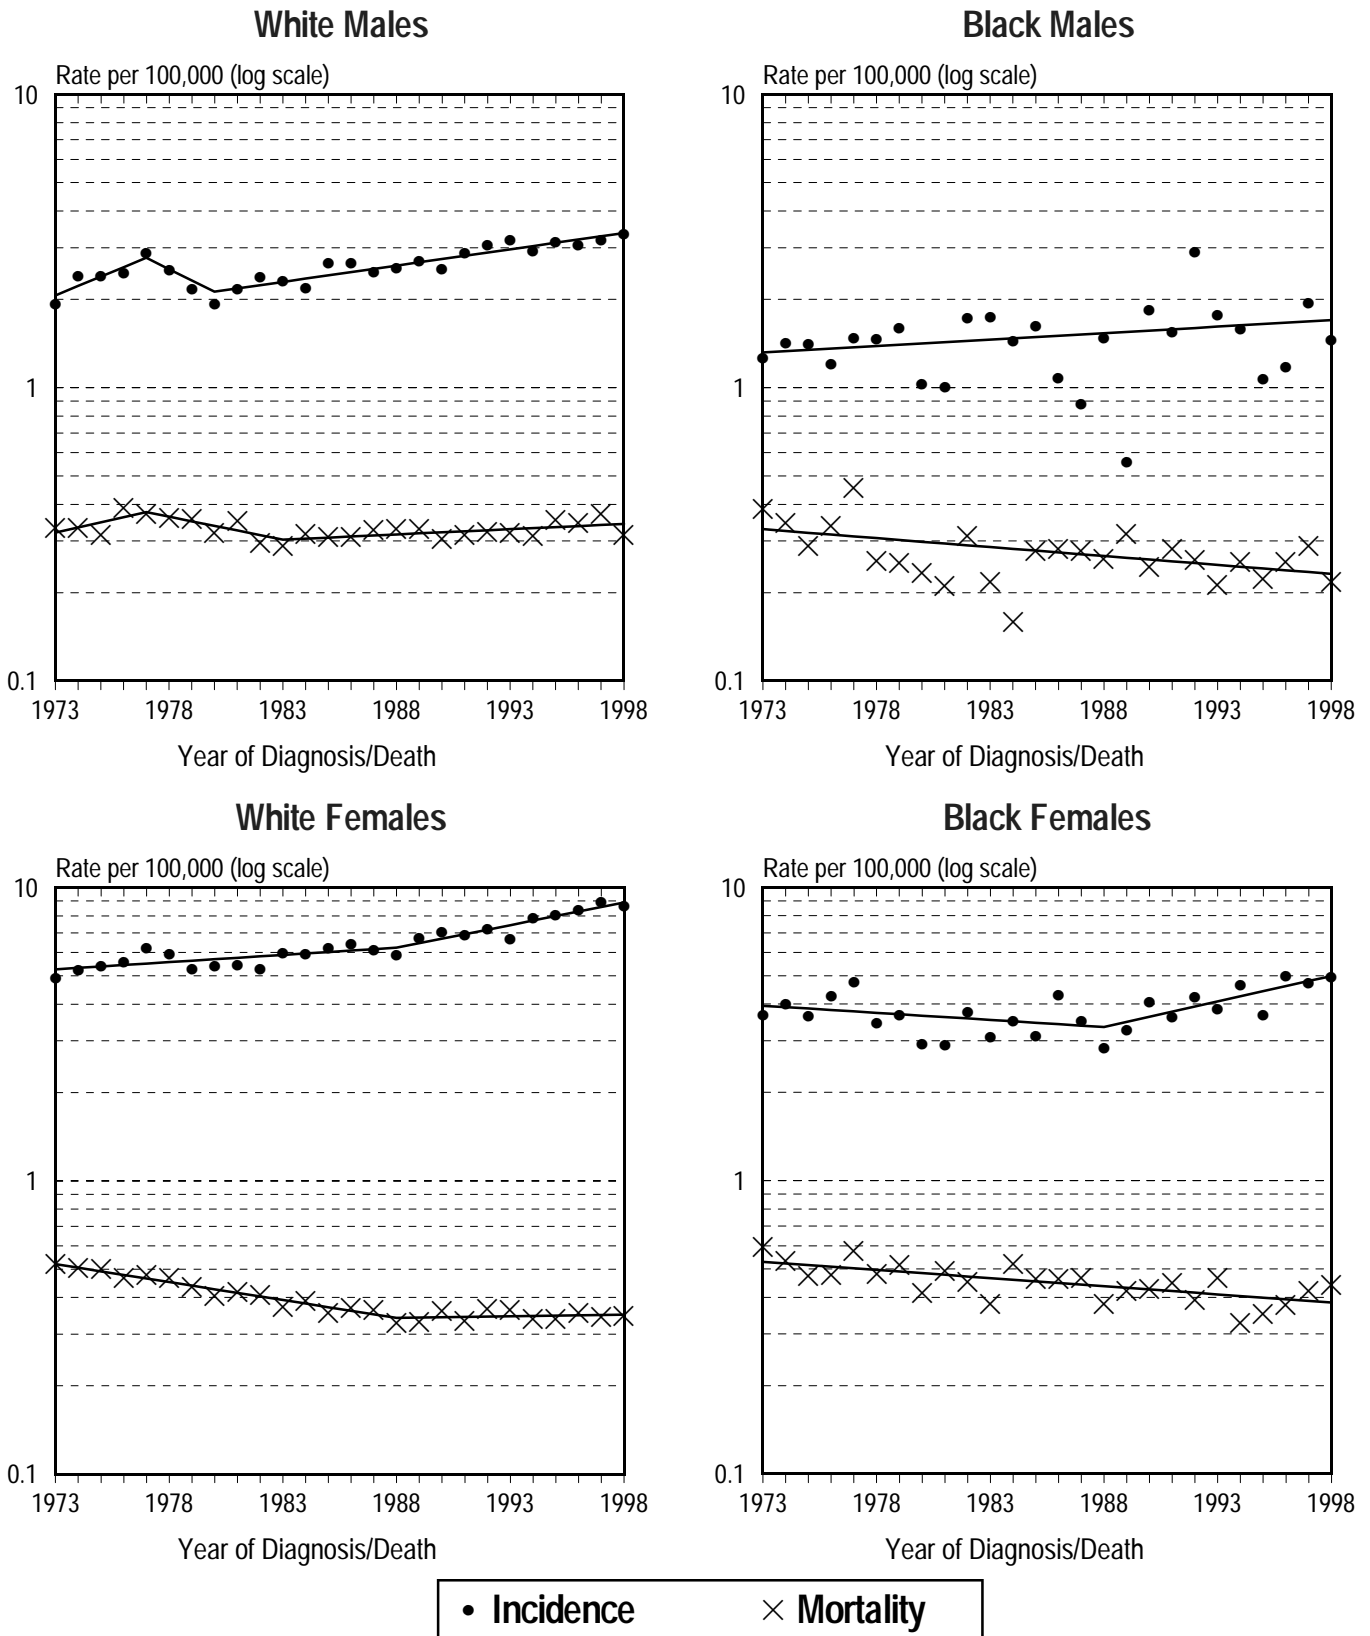 White Males
Rate per 100,000 (log scale)
10
1
0.1
1973 1978 1983 1988 1993 1998
Year of Diagnosis/Death
Black Males
Rate per 100,000 (log scale)
10
1
0.1
1973 1978 1983 1988 1993 1998
Year of Diagnosis/Death
White Females
Rate per 100,000 (log scale)
10
1
0.1
1973 1978 1983 1988 1993 1998
Year of Diagnosis/Death
Black Females
Rate per 100,000 (log scale)
10
1
0.1
1973 1978 1983 1988 1993 1998
Year of Diagnosis/Death
Incidence Mortality